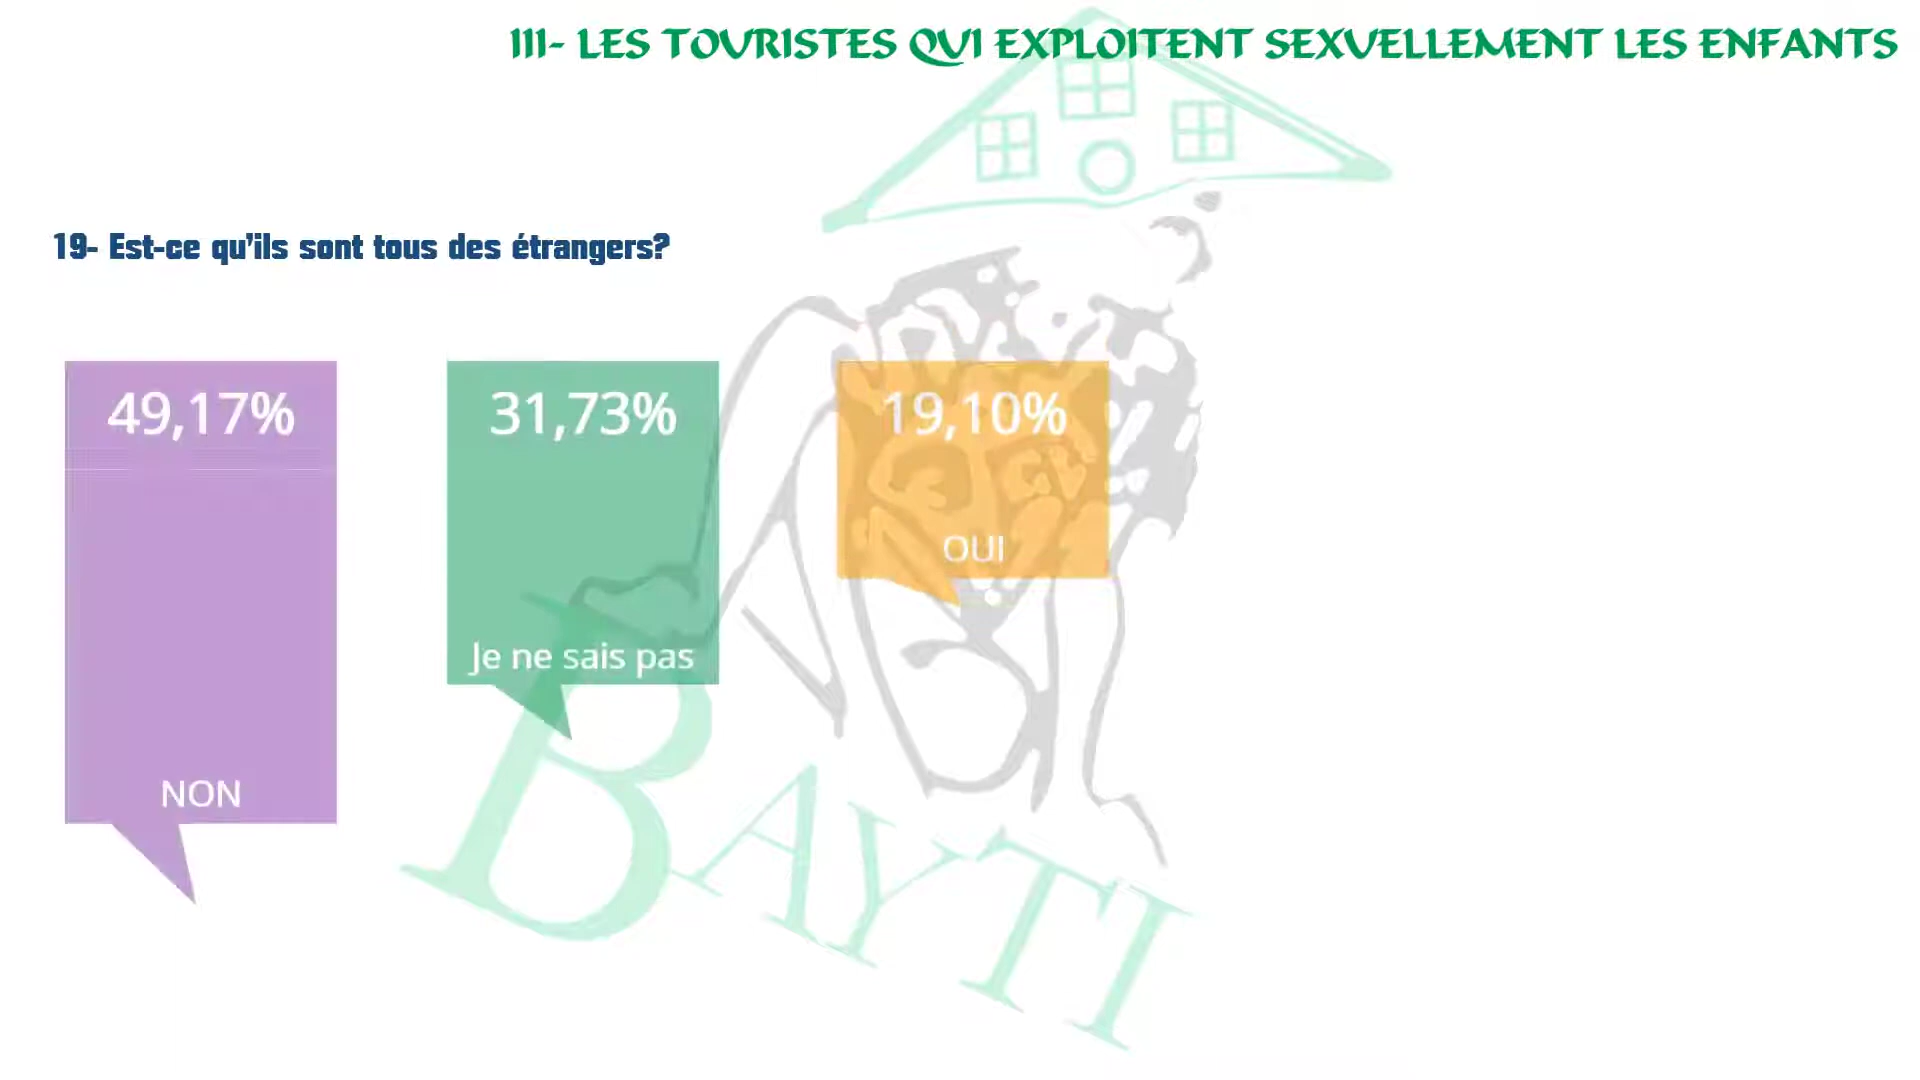 III- LES TOURISTES QUI EXPLOITENT SEXUELLEMENT LES ENFANTS
19- Est-ce qu'ils sont tous des étrangers?
49,17%
NON
31,73%
Je ne sais pas
19,10%
OUI
BAYTI